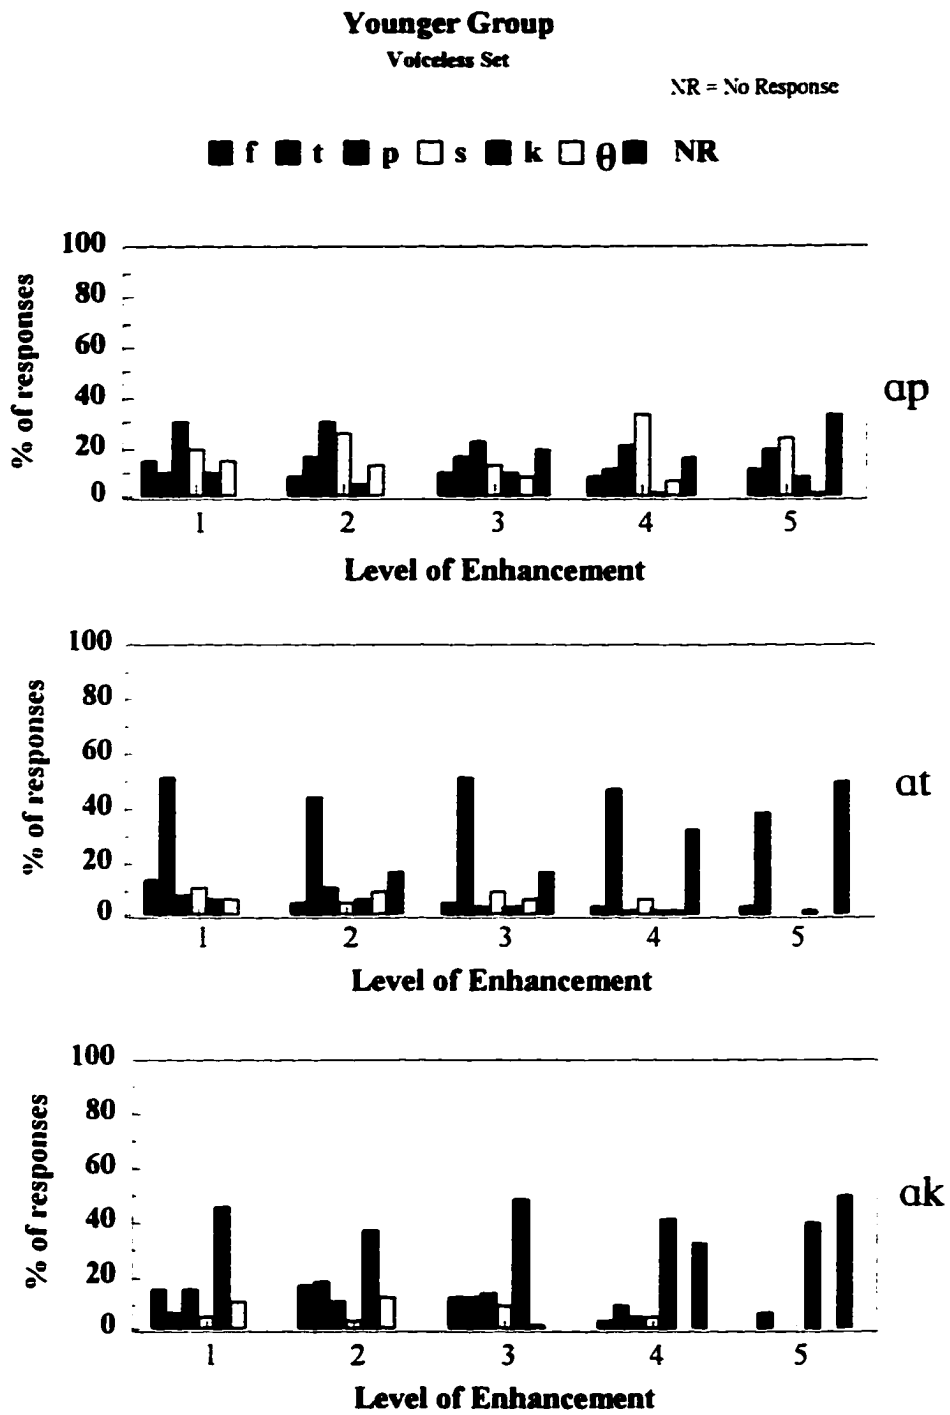 Younger Group
Voiceless Set
NR = No Response
f t p s k θ NR
100
80
60
40
20
0
% of responses
ɑp
1 2 3 4 5
Level of Enhancement
100
80
60
40
20
0
% of responses
ɑt
1 2 3 4 5
Level of Enhancement
100
80
60
40
20
0
% of responses
ɑk
1 2 3 4 5
Level of Enhancement